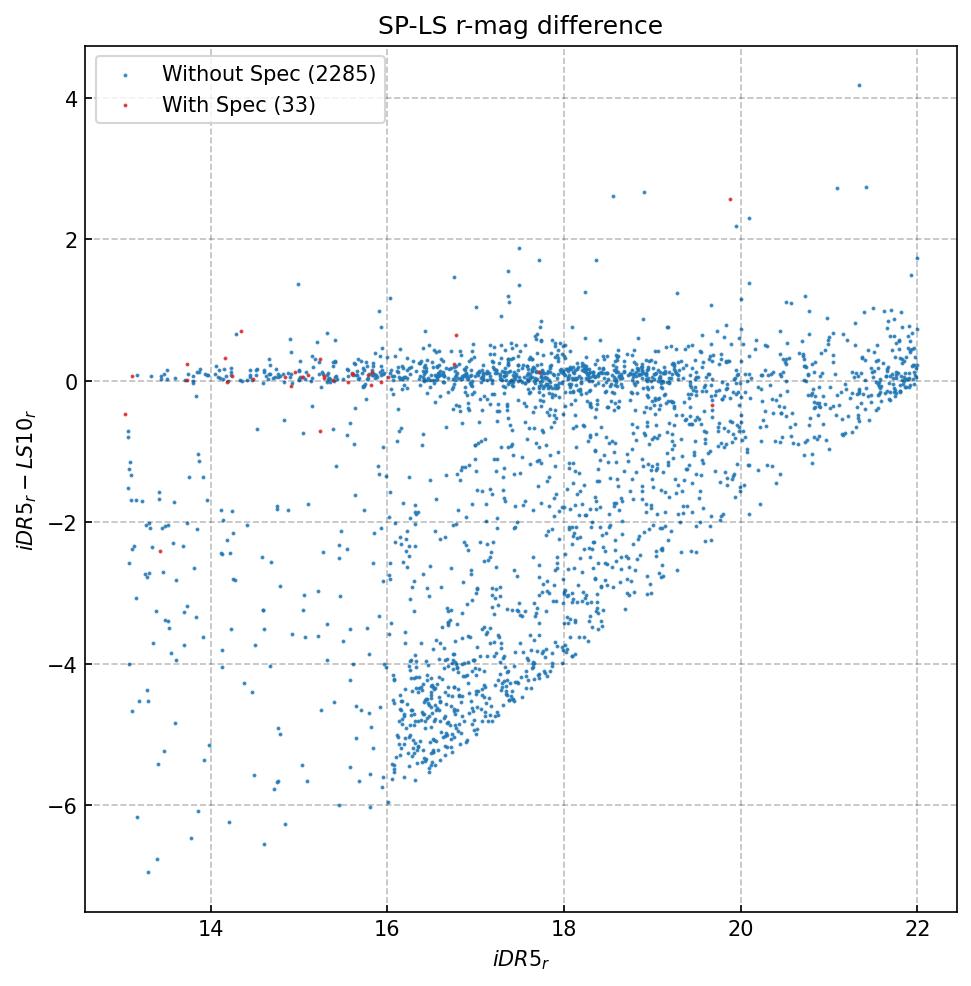 SP-LS r-mag difference
Without Spec (2285)
With Spec (33)
4
2
0
−2
−4
−6
iDR5r − LS10r
14
16
18
20
22
iDR5r